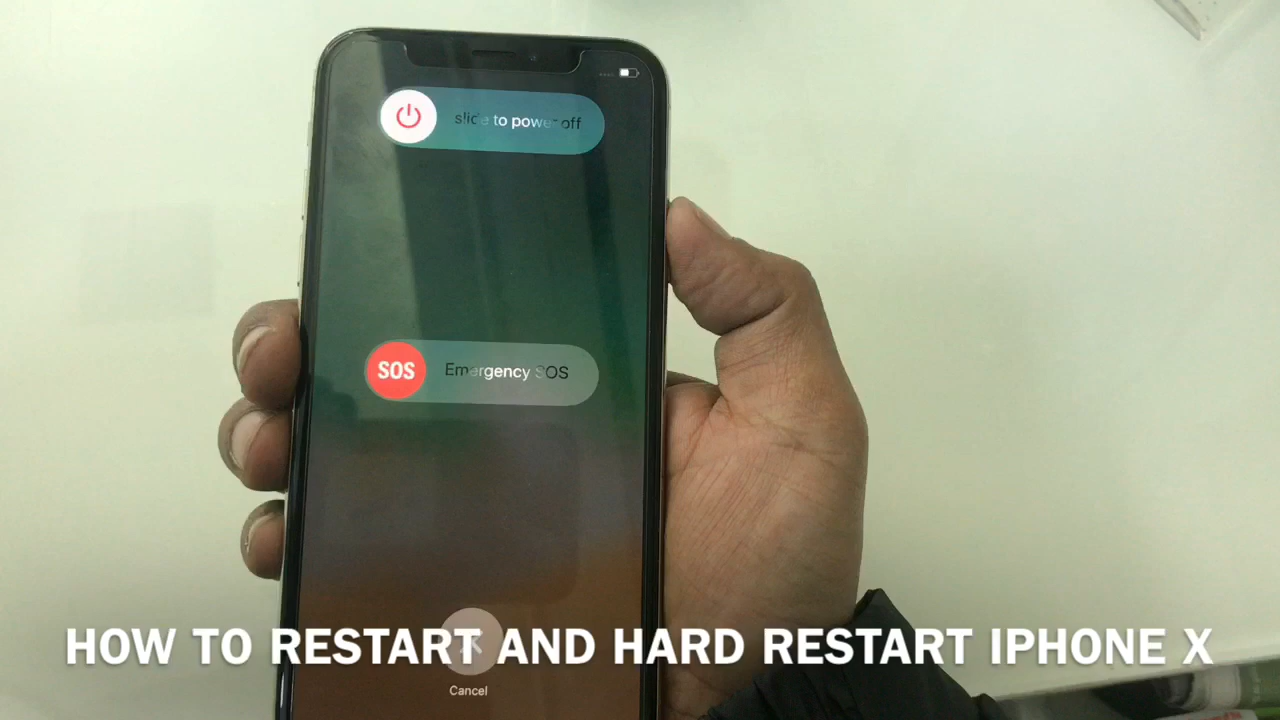 slide to power off
SOS Emergency SOS
HOW TO RESTART AND HARD RESTART IPHONE X
Cancel